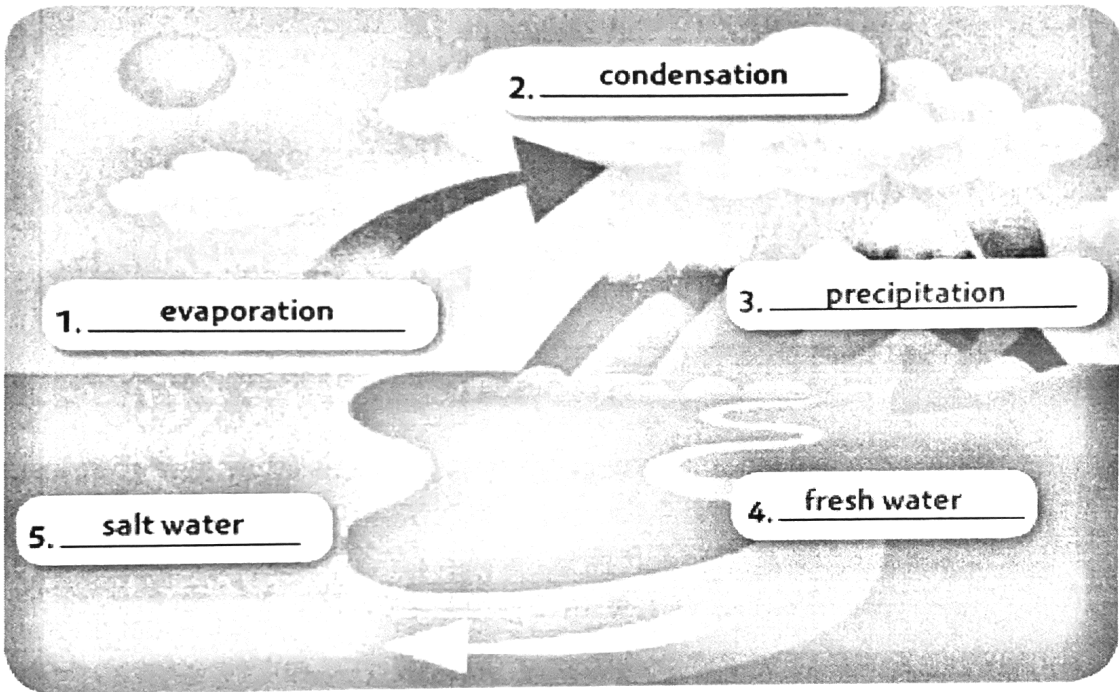 1. evaporation
2. condensation
3. precipitation
4. fresh water
5. salt water